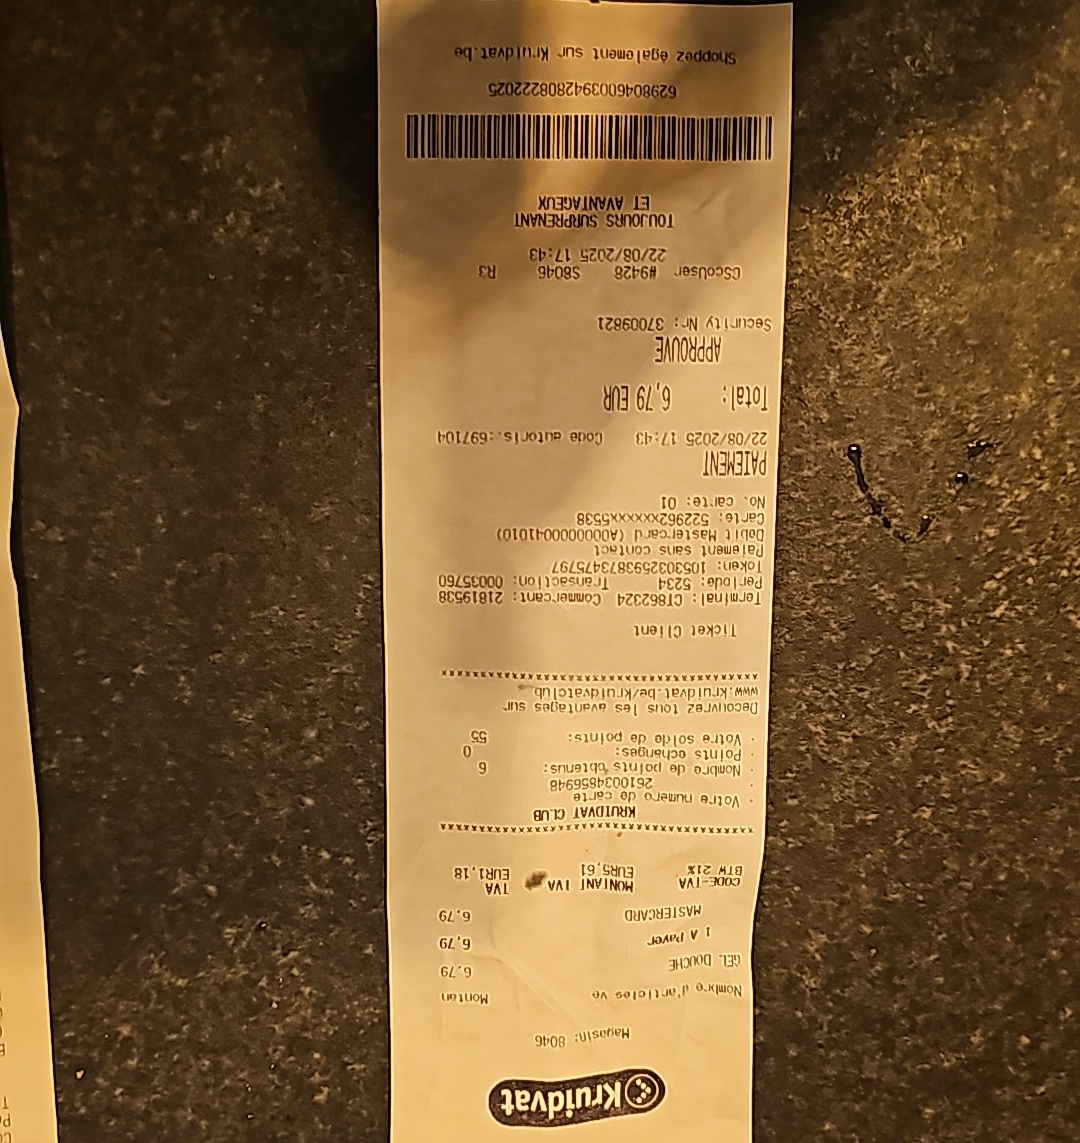 Kruidvat
Magasin: 8046
Nombre d'articles ve Montan
GEL DOUCHE 6,79
1 A Payer 6,79
MASTERCARD 6,79
CODE-TVA MONTANT TVA TVA
BTW 21% EUR5,61 EUR1,18
xxxxxxxxxxxxxxxxxxxxxxxxxxxxxxxxxxxxxxxxxx
KRUIDVAT CLUB
· Votre numero de carte
· 2610034856948
· Nombre de points obtenus: 6
· Points echanges: 0
· Votre solde de points: 55
Decouvrez tous les avantages sur
www.kruidvat.be/kruidvatclub
xxxxxxxxxxxxxxxxxxxxxxxxxxxxxxxxxxxxxxxxxx
Ticket Client
Terminal: CT862324 Commercant: 21819538
Periode: 5234 Transaction: 00035760
Token: 1053032593873475797
Paiement sans contact
Debit Mastercard (A0000000041010)
Carte: 522962xxxxxx5538
No. carte: 01
PAIEMENT
22/08/2025 17:43 Code autoris.:697104
Total: 6,79 EUR
APPROUVE
Security Nr: 37009821
CScoUser #9428 S8046 R3
22/08/2025 17:43
TOUJOURS SURPRENANT
ET AVANTAGEUX
62980460039428082222025
Shoppez également sur Kruidvat.be